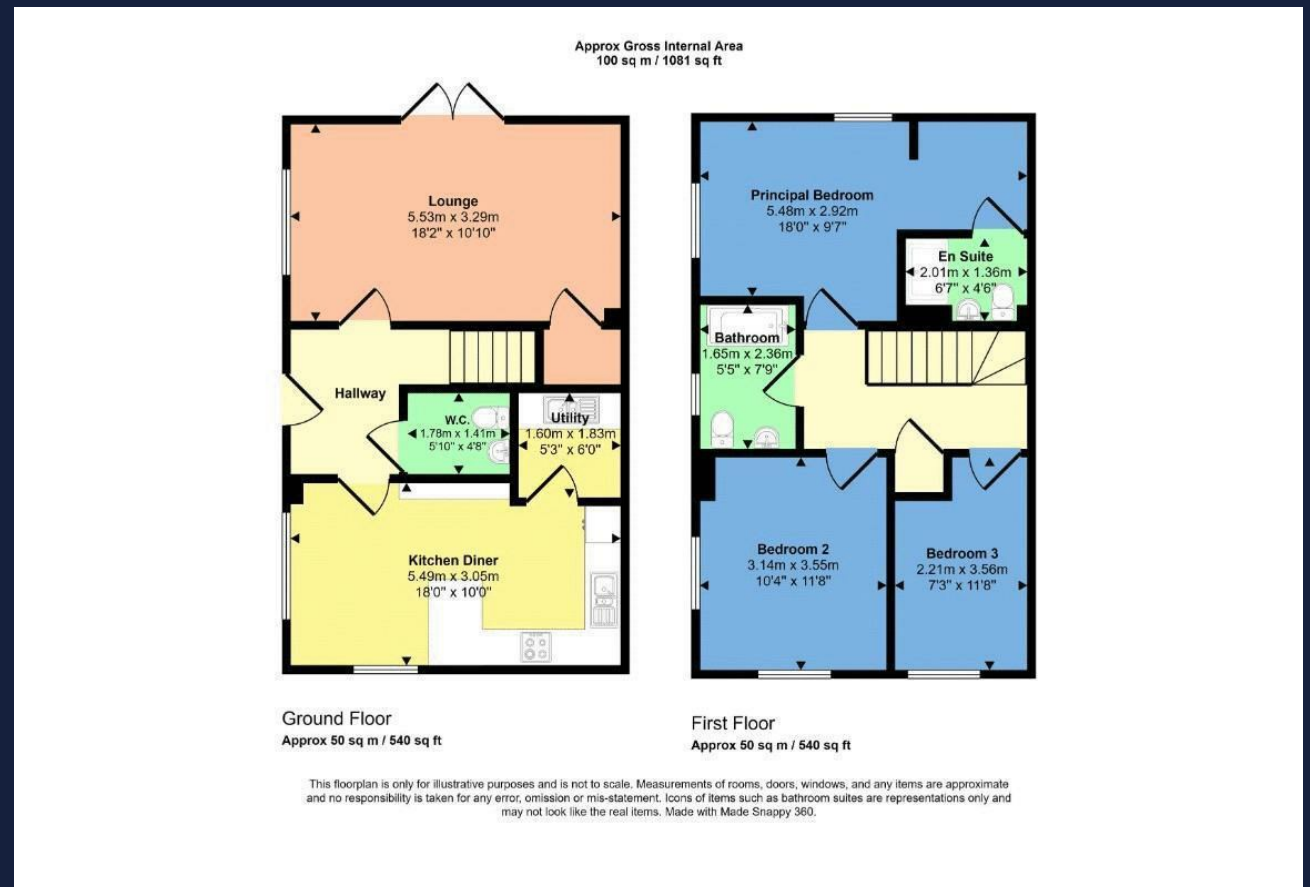 Approx Gross Internal Area
100 sq m / 1081 sq ft
Lounge
5.53m x 3.29m
18'2" x 10'10"
Hallway
W.C.
1.78m x 1.41m
5'10" x 4'8"
Utility
1.60m x 1.83m
5'3" x 6'0"
Kitchen Diner
5.49m x 3.05m
18'0" x 10'0"
Ground Floor
Approx 50 sq m / 540 sq ft
Principal Bedroom
5.48m x 2.92m
18'0" x 9'7"
En Suite
2.01m x 1.36m
6'7" x 4'6"
Bathroom
1.65m x 2.36m
5'5" x 7'9"
Bedroom 2
3.14m x 3.55m
10'4" x 11'8"
Bedroom 3
2.21m x 3.56m
7'3" x 11'8"
First Floor
Approx 50 sq m / 540 sq ft
This floorplan is only for illustrative purposes and is not to scale. Measurements of rooms, doors, windows, and any items are approximate
and no responsibility is taken for any error, omission or mis-statement. Icons of items such as bathroom suites are representations only and
may not look like the real items. Made with Made Snappy 360.